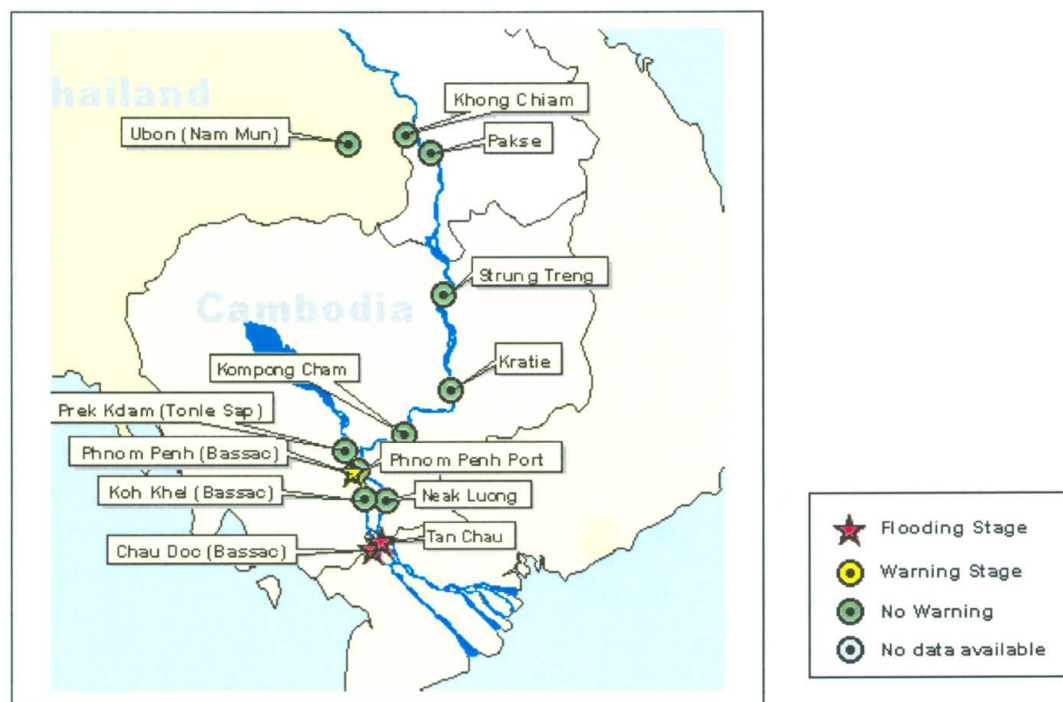 hailand
Khong Chiam
Ubon (Nam Mun)
Pakse
Strung Treng
Cambodia
Kompong Cham
Kratie
Prek Kdam (Tonle Sap)
Phnom Penh (Bassac)
Phnom Penh Port
Koh Khel (Bassac)
Neak Luong
Tan Chau
Chau Doc (Bassac)
Flooding Stage
Warning Stage
No Warning
No data available